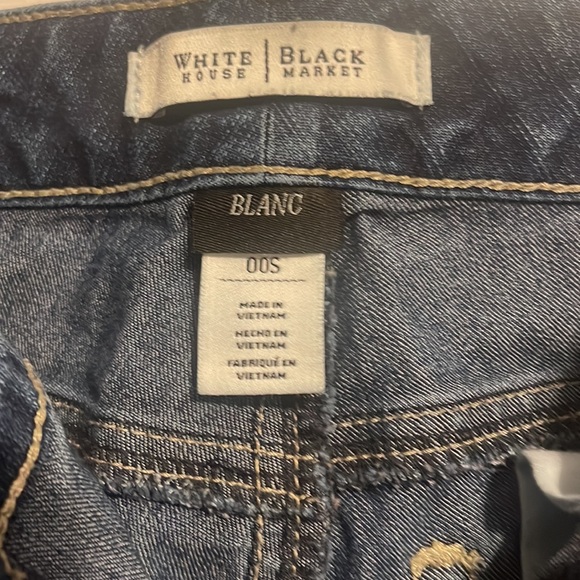 WHITE | BLACK
HOUSE | MARKET
BLANC
00S
MADE IN
VIETNAM
HECHO EN
VIETNAM
FABRIQUÉ EN
VIETNAM